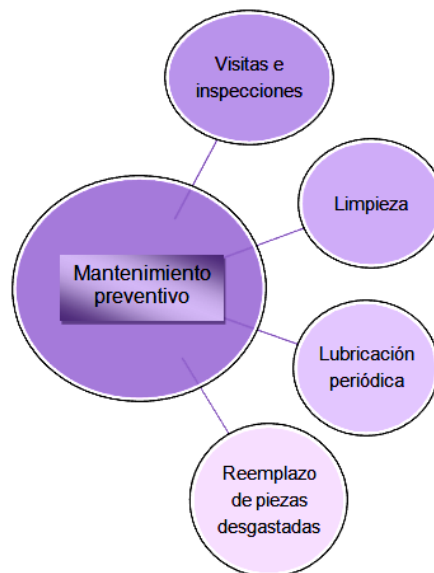 Visitas e
inspecciones
Limpieza
Mantenimiento
preventivo
Lubricación
periódica
Reemplazo
de piezas
desgastadas